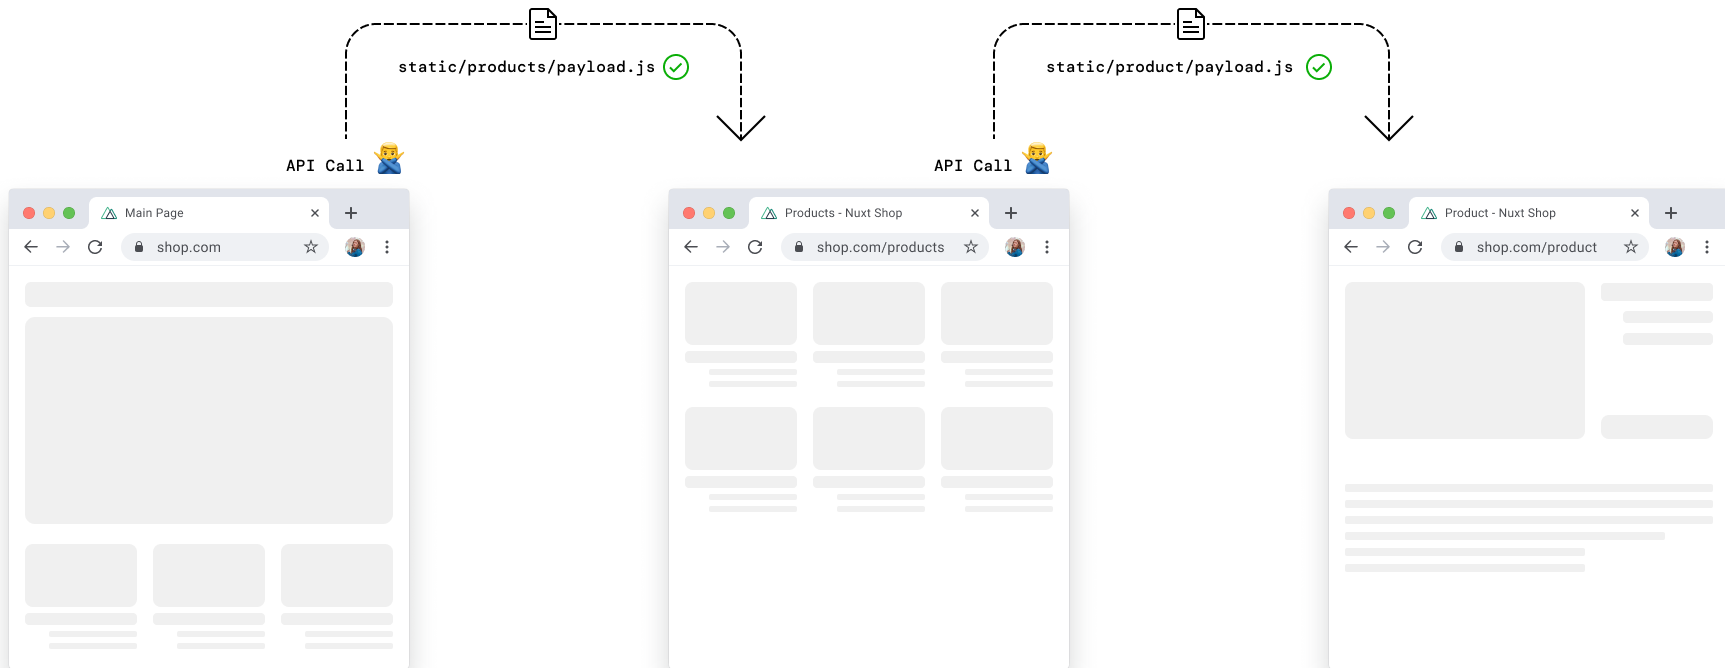 static/products/payload.js
static/product/payload.js
API Call
API Call
Main Page
Products - Nuxt Shop
Product - Nuxt Shop
shop.com
shop.com/products
shop.com/product